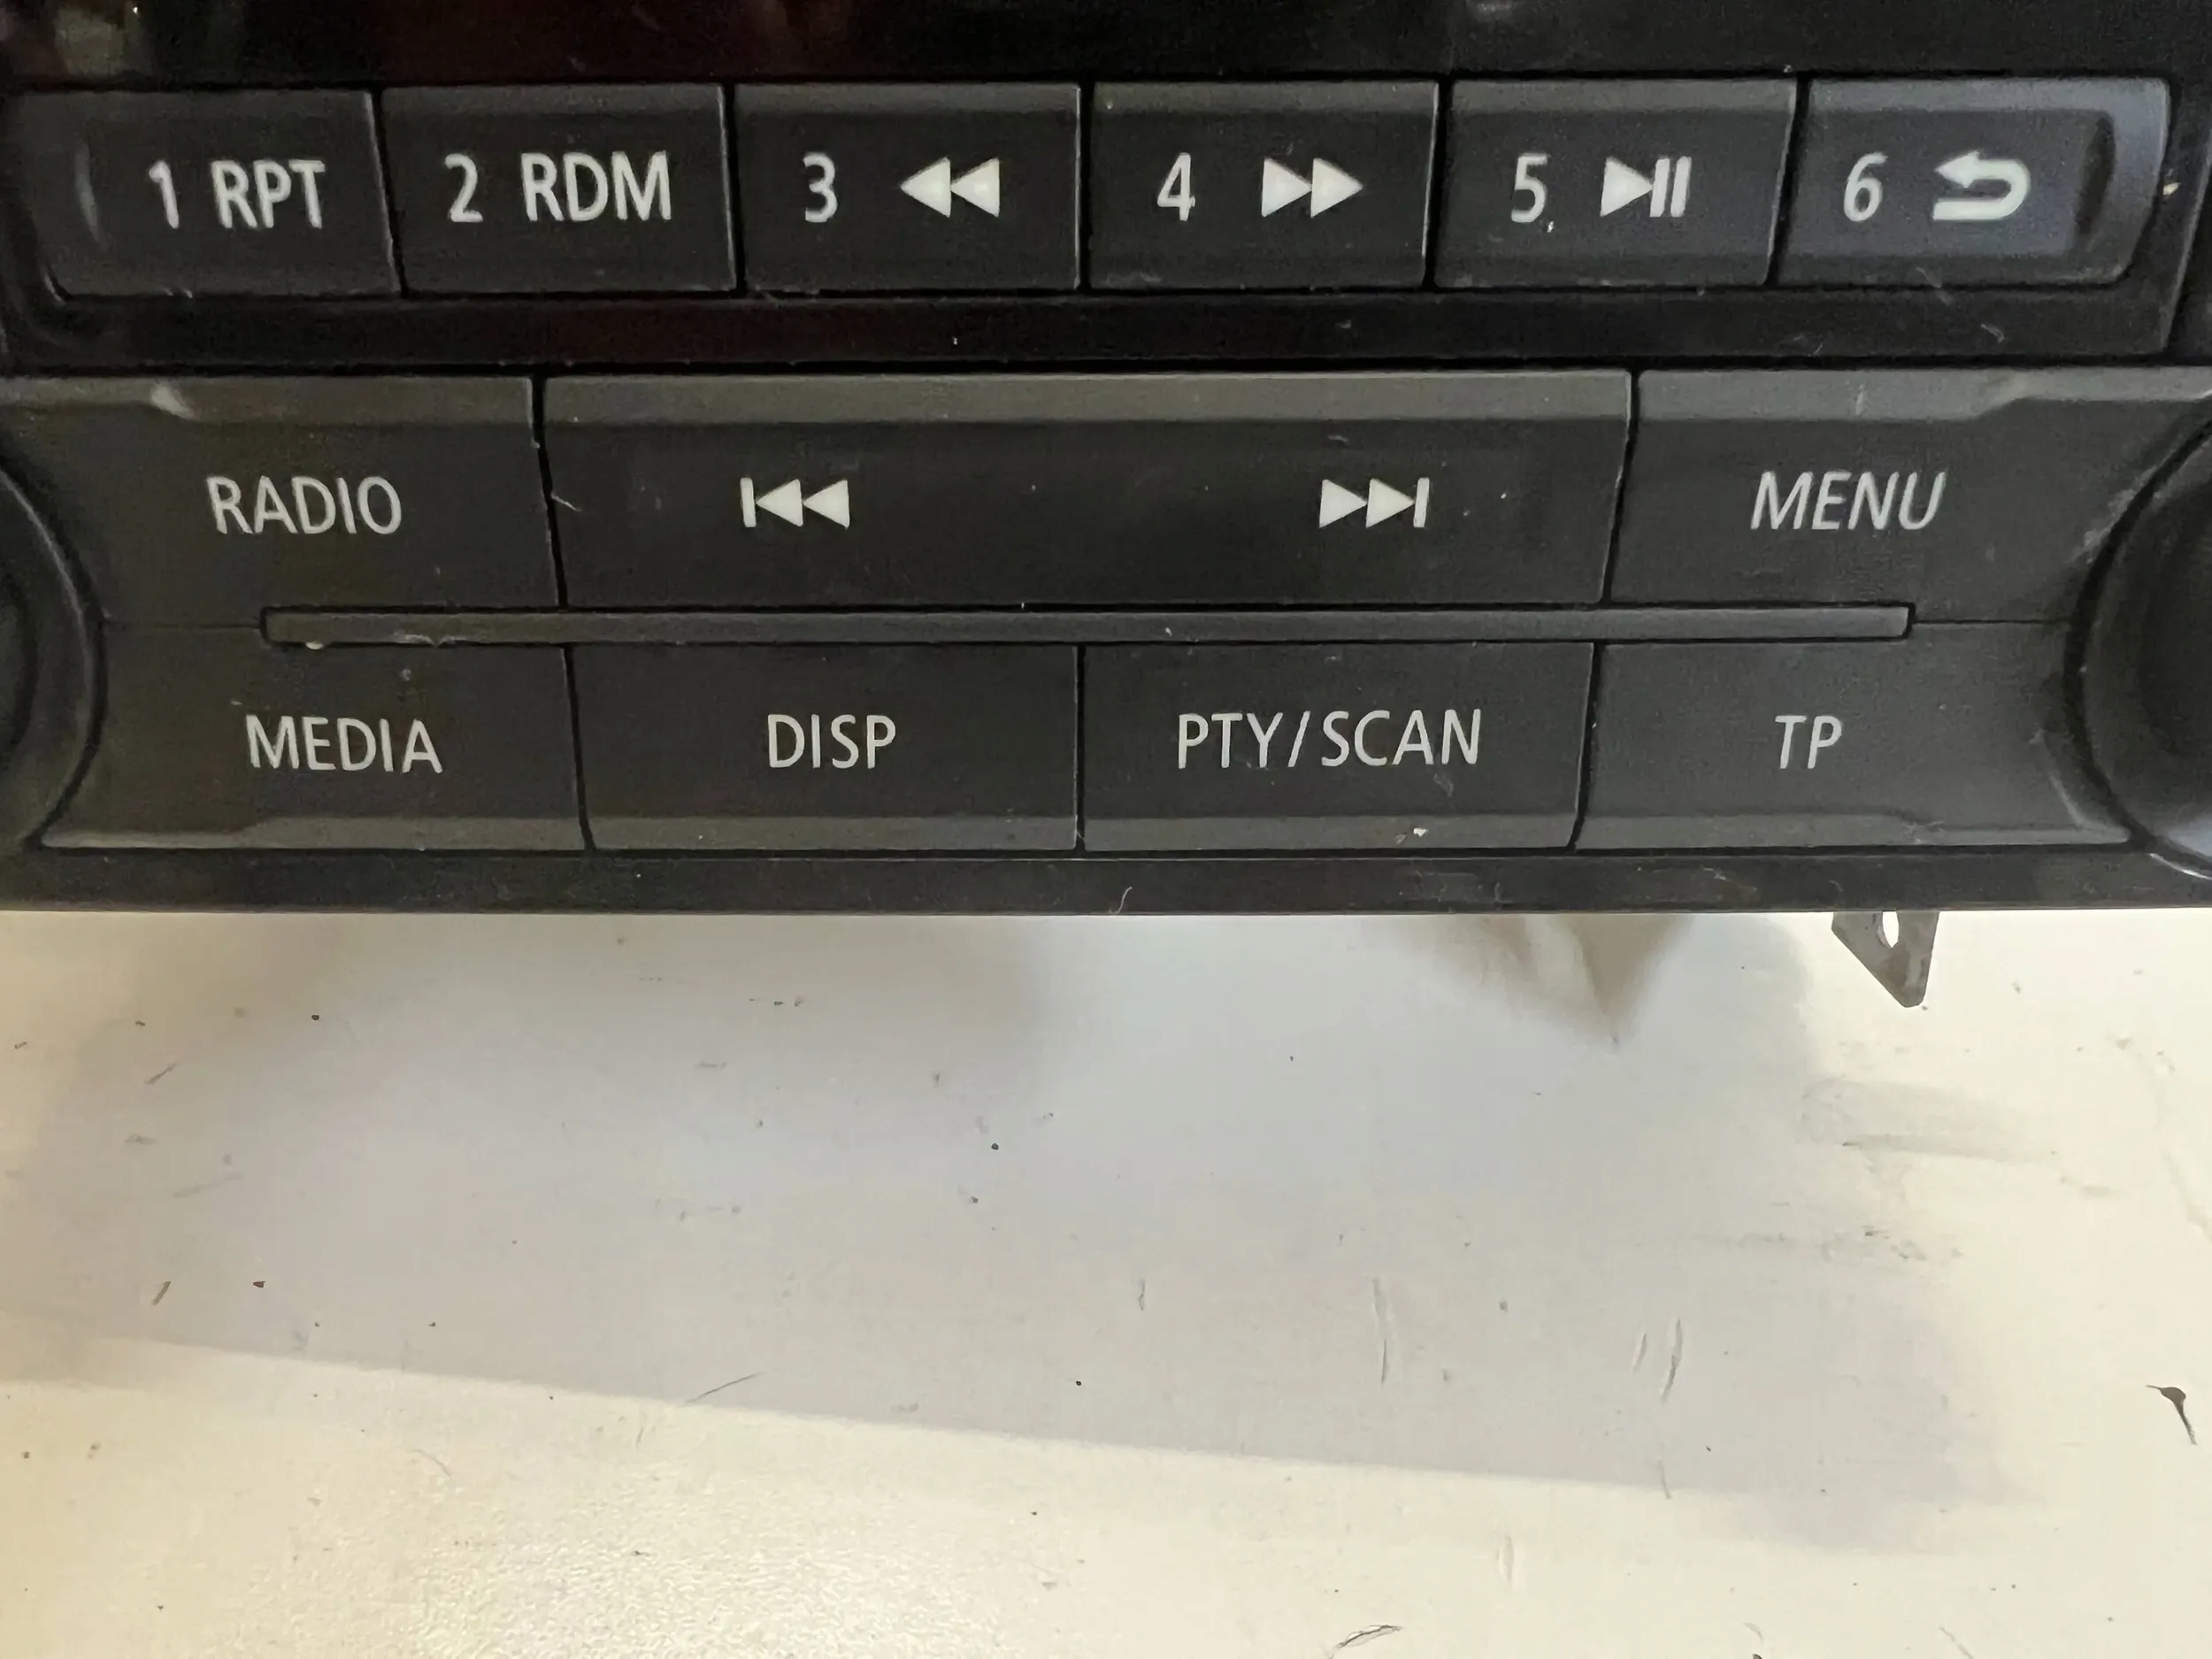 1 RPT 2 RDM 3 4 5 6
RADIO MENU
MEDIA DISP PTY/SCAN TP